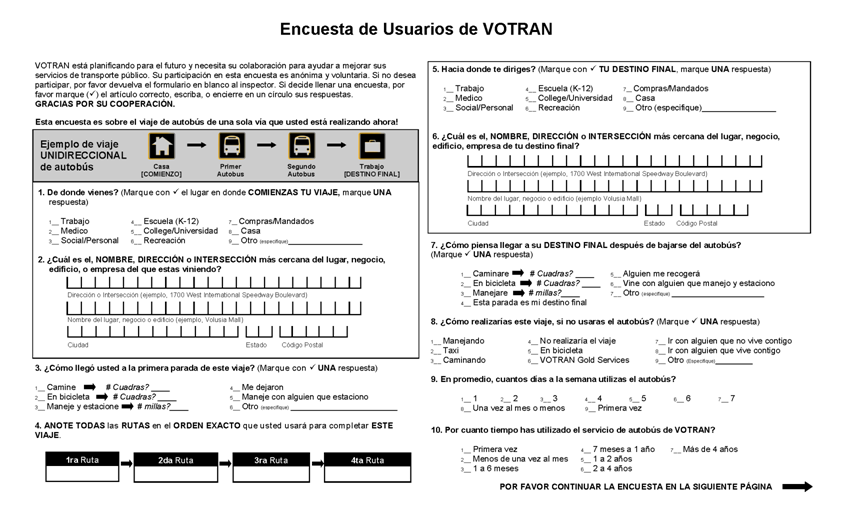 Encuesta de Usuarios de VOTRAN
VOTRAN está planificando para el futuro y necesita su colaboración para ayudar a mejorar sus
servicios de transporte público. Su participación en esta encuesta es anónima y voluntaria. Si no desea
participar, por favor devuelva el formulario en blanco al inspector. Si decide llenar una encuesta, por
favor marque (✓) el artículo correcto, escriba, o encierre en un círculo sus respuestas.
GRACIAS POR SU COOPERACIÓN.
Esta encuesta es sobre el viaje de autobús de una sola vía que usted está realizando ahora!
Ejemplo de viaje
UNIDIRECCIONAL
de autobús
Casa
[COMIENZO]
Primer
Autobus
Segundo
Autobus
Trabajo
[DESTINO FINAL]
1. De donde vienes? (Marque con ✓ el lugar en donde COMIENZAS TU VIAJE, marque UNA
respuesta)
1__ Trabajo 4__ Escuela (K-12) 7__ Compras/Mandados
2__ Medico 5__ College/Universidad 8__ Casa
3__ Social/Personal 6__ Recreación 9__ Otro (especifique)____________________
2. ¿Cuál es el, NOMBRE, DIRECCIÓN o INTERSECCIÓN más cercana del lugar, negocio,
edificio, o empresa del que estas viniendo?
Dirección o Intersección (ejemplo, 1700 West International Speedway Boulevard)
Nombre del lugar, negocio o edificio (ejemplo, Volusia Mall)
Ciudad Estado Código Postal
3. ¿Cómo llegó usted a la primera parada de este viaje? (Marque con ✓ UNA respuesta)
1__ Camine ➡ # Cuadras? ____ 4__ Me dejaron
2__ En bicicleta ➡ # Cuadras? ____ 5__ Maneje con alguien que estaciono
3__ Maneje y estacione ➡ # millas?____ 6__ Otro (especifique) ____________________
4. ANOTE TODAS las RUTAS en el ORDEN EXACTO que usted usará para completar ESTE
VIAJE.
1ra Ruta 2da Ruta 3ra Ruta 4ta Ruta
5. Hacia donde te diriges? (Marque con ✓ TU DESTINO FINAL, marque UNA respuesta)
1__ Trabajo 4__ Escuela (K-12) 7__ Compras/Mandados
2__ Medico 5__ College/Universidad 8__ Casa
3__ Social/Personal 6__ Recreación 9__ Otro (especifique)____________________
6. ¿Cuál es el, NOMBRE, DIRECCIÓN o INTERSECCIÓN más cercana del lugar, negocio,
edificio, empresa de tu destino final?
Dirección o Intersección (ejemplo, 1700 West International Speedway Boulevard)
Nombre del lugar, negocio o edificio (ejemplo Volusia Mall)
Ciudad Estado Código Postal
7. ¿Cómo piensa llegar a su DESTINO FINAL después de bajarse del autobús?
(Marque ✓ UNA respuesta)
1__ Caminare ➡ # Cuadras? ____ 5__ Alguien me recogerá
2__ En bicicleta ➡ # Cuadras? ____ 6__ Vine con alguien que manejo y estaciono
3__ Manejare ➡ # millas?____ 7__ Otro (especifique) ____________________
4__ Esta parada es mi destino final
8. ¿Cómo realizarías este viaje, si no usaras el autobús? (Marque ✓ UNA respuesta)
1__ Manejando 4__ No realizaría el viaje 7__ Ir con alguien que no vive contigo
2__ Taxi 5__ En bicicleta 8__ Ir con alguien que vive contigo
3__ Caminando 6__ VOTRAN Gold Services 9__ Otro (Especifique)__________
9. En promedio, cuantos días a la semana utilizas el autobús?
1__ 1 2__ 2 3__ 3 4__ 4 5__ 5 6__ 6 7__ 7
8__ Una vez al mes o menos 9__ Primera vez
10. Por cuanto tiempo has utilizado el servicio de autobús de VOTRAN?
1__ Primera vez 4__ 7 meses a 1 año 7__ Más de 4 años
2__ Menos de una vez al mes 5__ 1 a 2 años
3__ 1 a 6 meses 6__ 2 a 4 años
POR FAVOR CONTINUAR LA ENCUESTA EN LA SIGUIENTE PÁGINA